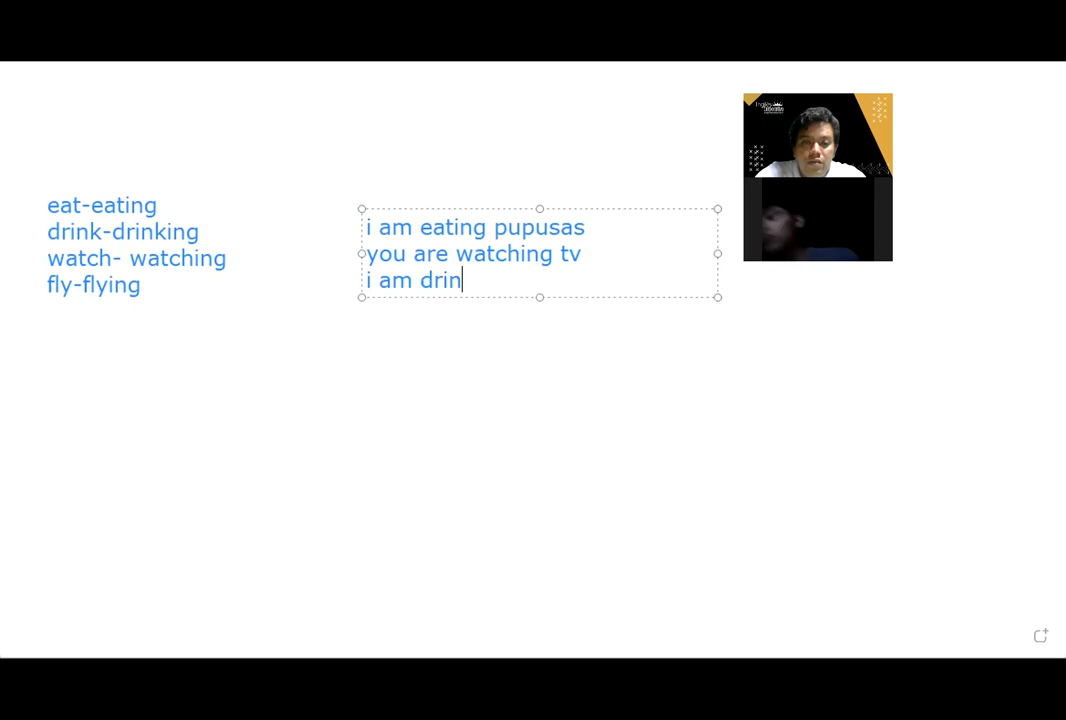 eat-eating
drink-drinking
watch- watching
fly-flying
i am eating pupusas
you are watching tv
i am drin